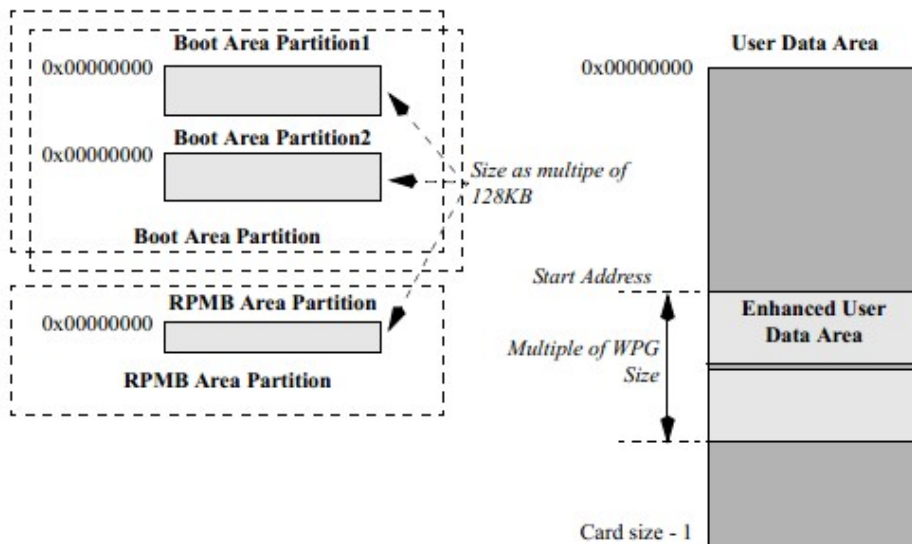 Boot Area Partition1
0x00000000
Boot Area Partition2
0x00000000
Size as multipe of
128KB
Boot Area Partition
RPMB Area Partition
0x00000000
RPMB Area Partition
User Data Area
0x00000000
Start Address
Enhanced User
Data Area
Multiple of WPG
Size
Card size - 1